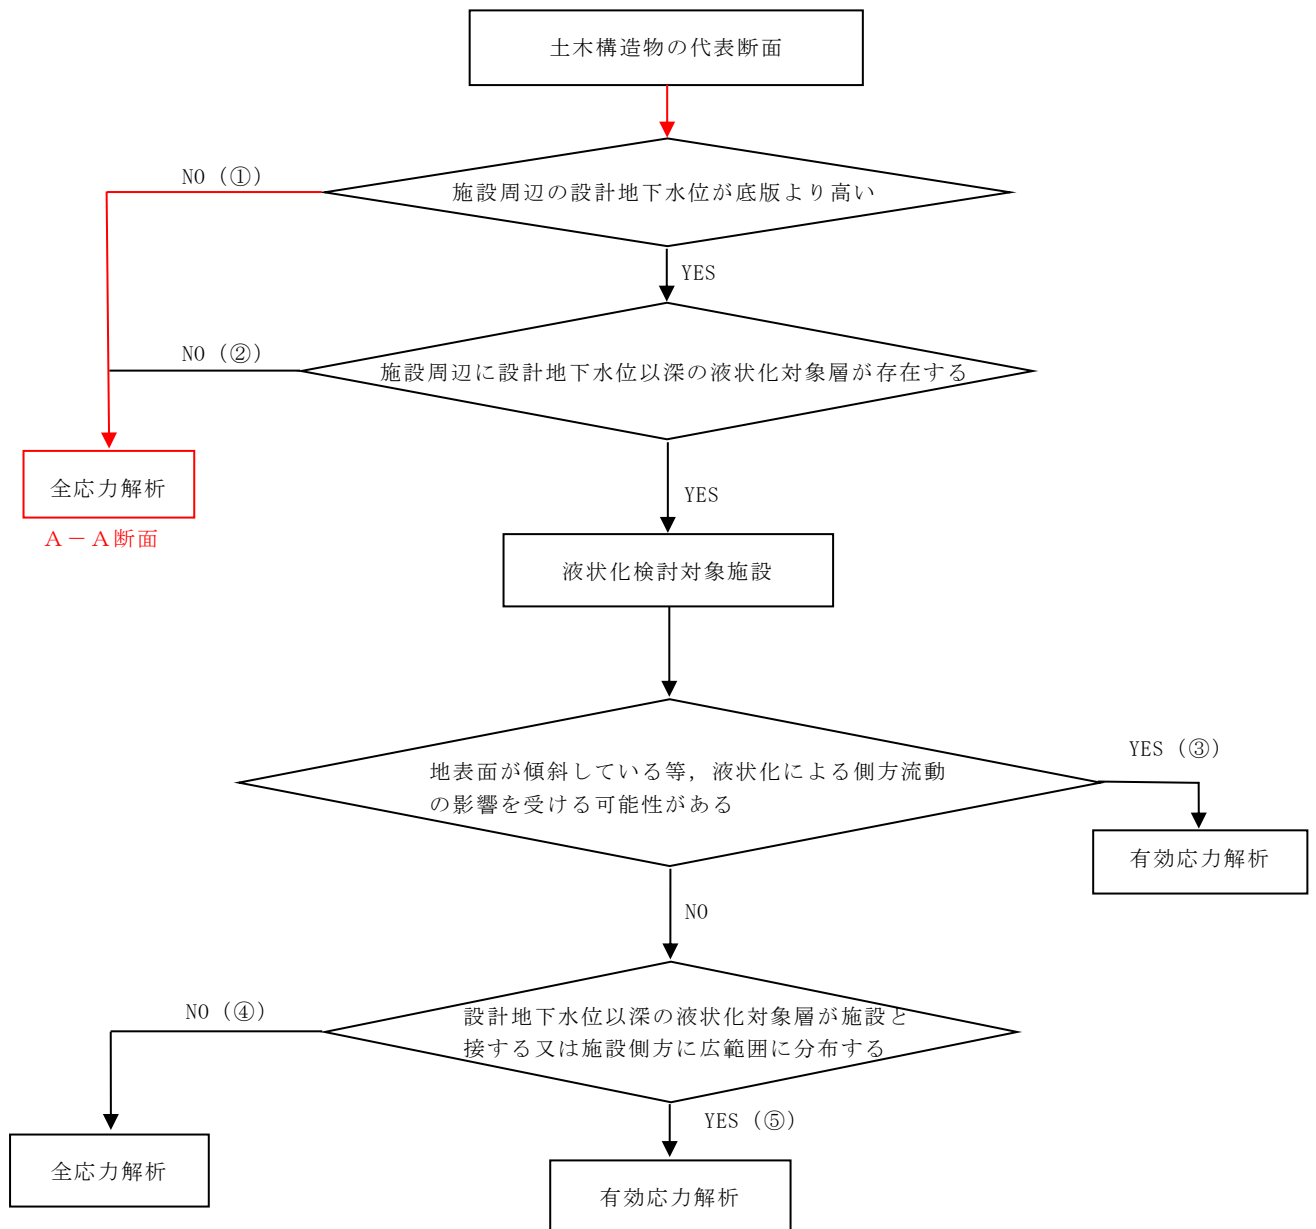 土木構造物の代表断面
NO (①)
施設周辺の設計地下水位が底版より高い
YES
NO (②)
施設周辺に設計地下水位以深の液状化対象層が存在する
全応力解析
A-A断面
YES
液状化検討対象施設
YES (③)
地表面が傾斜している等，液状化による側方流動
の影響を受ける可能性がある
有効応力解析
NO
NO (④)
設計地下水位以深の液状化対象層が施設と
接する又は施設側方に広範囲に分布する
YES (⑤)
全応力解析
有効応力解析